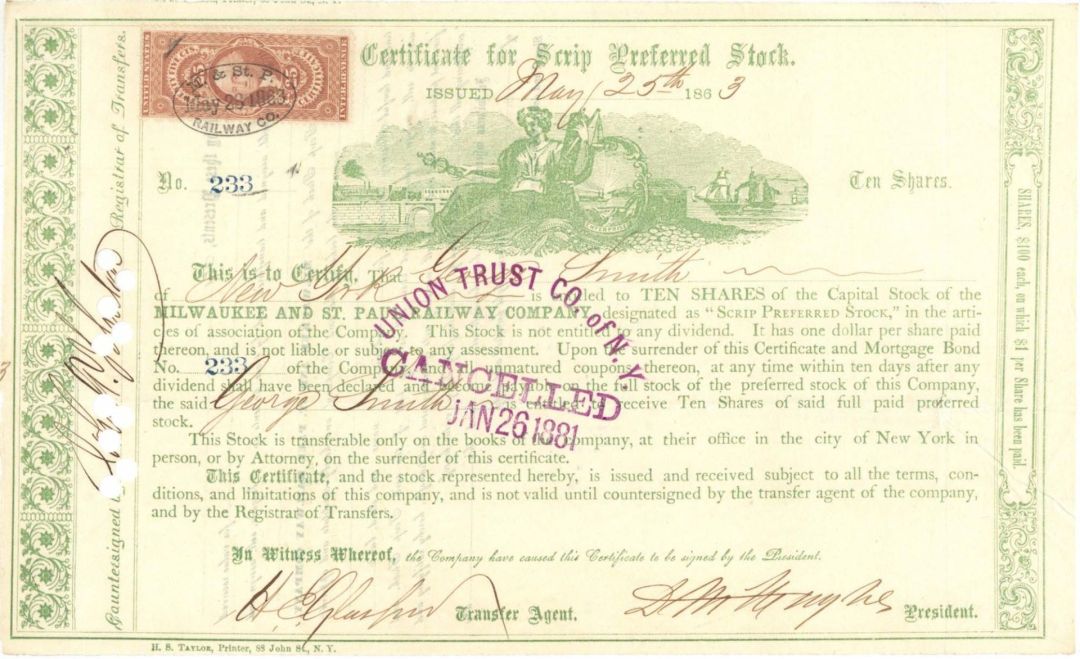 Certificate for Scrip Preferred Stock.
ISSUED May 25th 1863
UNITED STATES
INTER. REVENUE
M. & St. P.
May 29 1863
RAILWAY CO.
No. 233
Ten Shares.
ENTERPRISE
This is to Certify, That George Smith
of New York is entitled to TEN SHARES of the Capital Stock of the
MILWAUKEE AND ST. PAUL RAILWAY COMPANY, designated as "SCRIP PREFERRED STOCK," in the arti-
cles of association of the Company. This Stock is not entitled to any dividend. It has one dollar per share paid
thereon, and is not liable or subject to any assessment. Upon the surrender of this Certificate and Mortgage Bond
No. 233 of the Company, and all unmatured coupons thereon, at any time within ten days after any
dividend shall have been declared and become payable on the full stock of the preferred stock of this Company,
the said George Smith is entitled to receive Ten Shares of said full paid preferred
stock.
This Stock is transferable only on the books of the Company, at their office in the city of New York in
person, or by Attorney, on the surrender of this certificate.
This Certificate, and the stock represented hereby, is issued and received subject to all the terms, con-
ditions, and limitations of this company, and is not valid until countersigned by the transfer agent of the company,
and by the Registrar of Transfers.
In Witness Whereof, the Company have caused this Certificate to be signed by the President.
Transfer Agent.
President.
UNION TRUST CO. of N.Y.
CANCELLED
JAN 26 1881
Countersigned
Registrar of Transfers.
SHARES, $100 each, on which $1 per Share has been paid.
H. S. TAYLOR, Printer, 88 John St., N. Y.